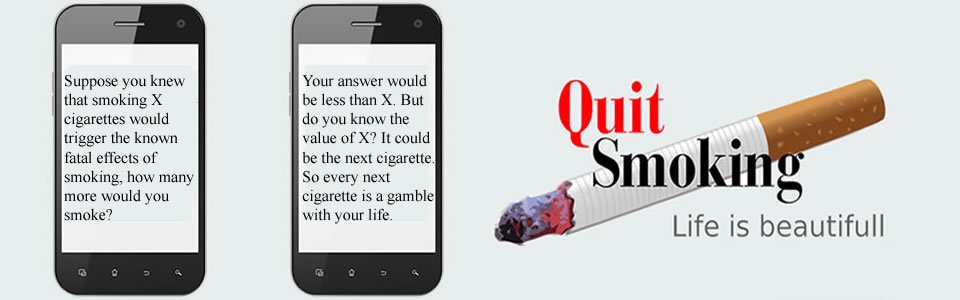 Suppose you knew
that smoking X
cigarettes would
trigger the known
fatal effects of
smoking, how many
more would you
smoke?
Your answer would
be less than X. But
do you know the
value of X? It could
be the next cigarette.
So every next
cigarette is a gamble
with your life.
Quit
Smoking
Life is beautifull